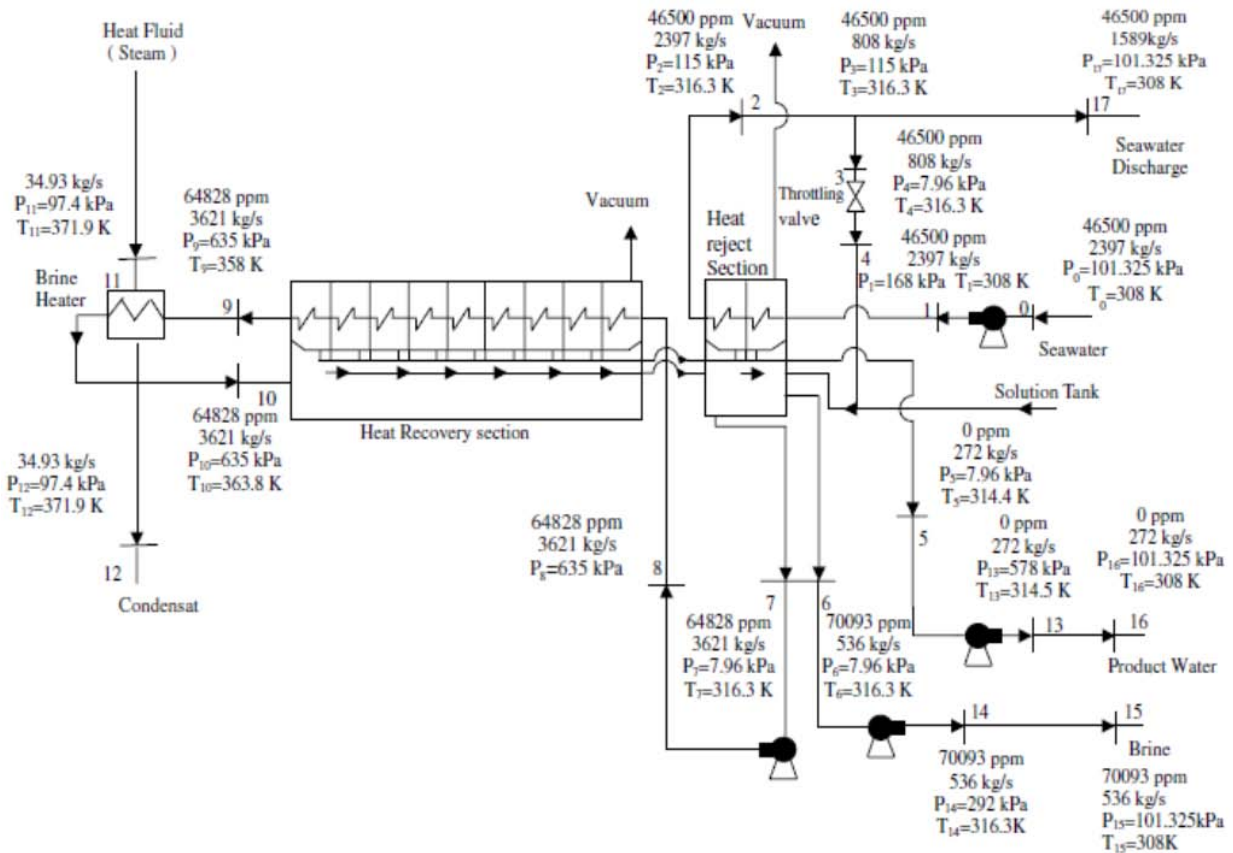 Heat Fluid
( Steam )
34.93 kg/s
P₁₁=97.4 kPa
T₁₁=371.9 K
64828 ppm
3621 kg/s
P₉=635 kPa
T₉=358 K
Brine
Heater
11
9
10
64828 ppm
3621 kg/s
P₁₀=635 kPa
T₁₀=363.8 K
34.93 kg/s
P₁₂=97.4 kPa
T₁₂=371.9 K
12
Condensat
Vacuum
Heat Recovery section
46500 ppm
2397 kg/s
P₂=115 kPa
T₂=316.3 K
2
Vacuum
46500 ppm
808 kg/s
P₃=115 kPa
T₃=316.3 K
46500 ppm
1589kg/s
P₁₇=101.325 kPa
T₁₇=308 K
17
Seawater
Discharge
3
Throttling
valve
46500 ppm
808 kg/s
P₄=7.96 kPa
T₄=316.3 K
4
Heat
reject
Section
46500 ppm
2397 kg/s
P₁=168 kPa T₁=308 K
1
46500 ppm
2397 kg/s
P₀=101.325 kPa
T₀=308 K
0
Seawater
Solution Tank
0 ppm
272 kg/s
P₅=7.96 kPa
T₅=314.4 K
5
0 ppm
272 kg/s
P₁₃=578 kPa
T₁₃=314.5 K
13
0 ppm
272 kg/s
P₁₆=101.325 kPa
T₁₆=308 K
16
Product Water
64828 ppm
3621 kg/s
P₈=635 kPa
8
7
64828 ppm
3621 kg/s
P₇=7.96 kPa
T₇=316.3 K
6
70093 ppm
536 kg/s
P₆=7.96 kPa
T₆=316.3 K
14
70093 ppm
536 kg/s
P₁₄=292 kPa
T₁₄=316.3K
15
Brine
70093 ppm
536 kg/s
P₁₅=101.325kPa
T₁₅=308K